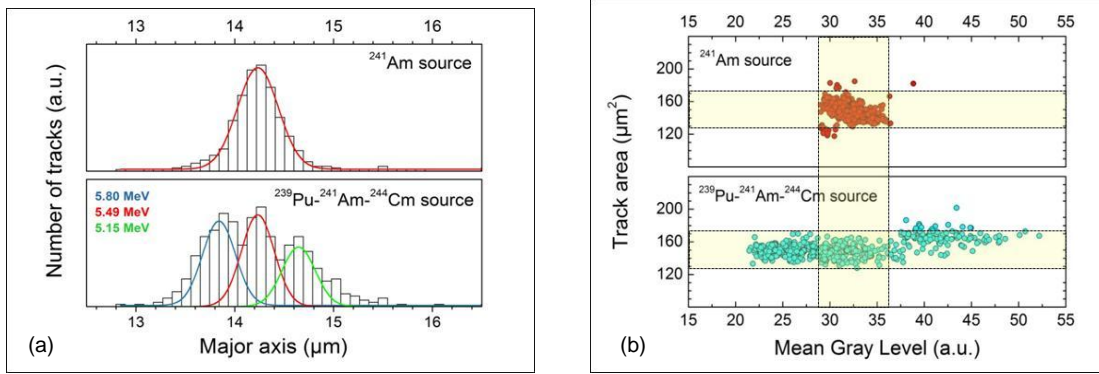 13 14 15 16
Number of tracks (a.u.)
²⁴¹Am source
5.80 MeV
5.49 MeV
5.15 MeV
²³⁹Pu-²⁴¹Am-²⁴⁴Cm source
13 14 15 16
(a)
Major axis (μm)
15 20 25 30 35 40 45 50 55
Track area (μm²)
²⁴¹Am source
200
160
120
²³⁹Pu-²⁴¹Am-²⁴⁴Cm source
200
160
120
15 20 25 30 35 40 45 50 55
(b)
Mean Gray Level (a.u.)